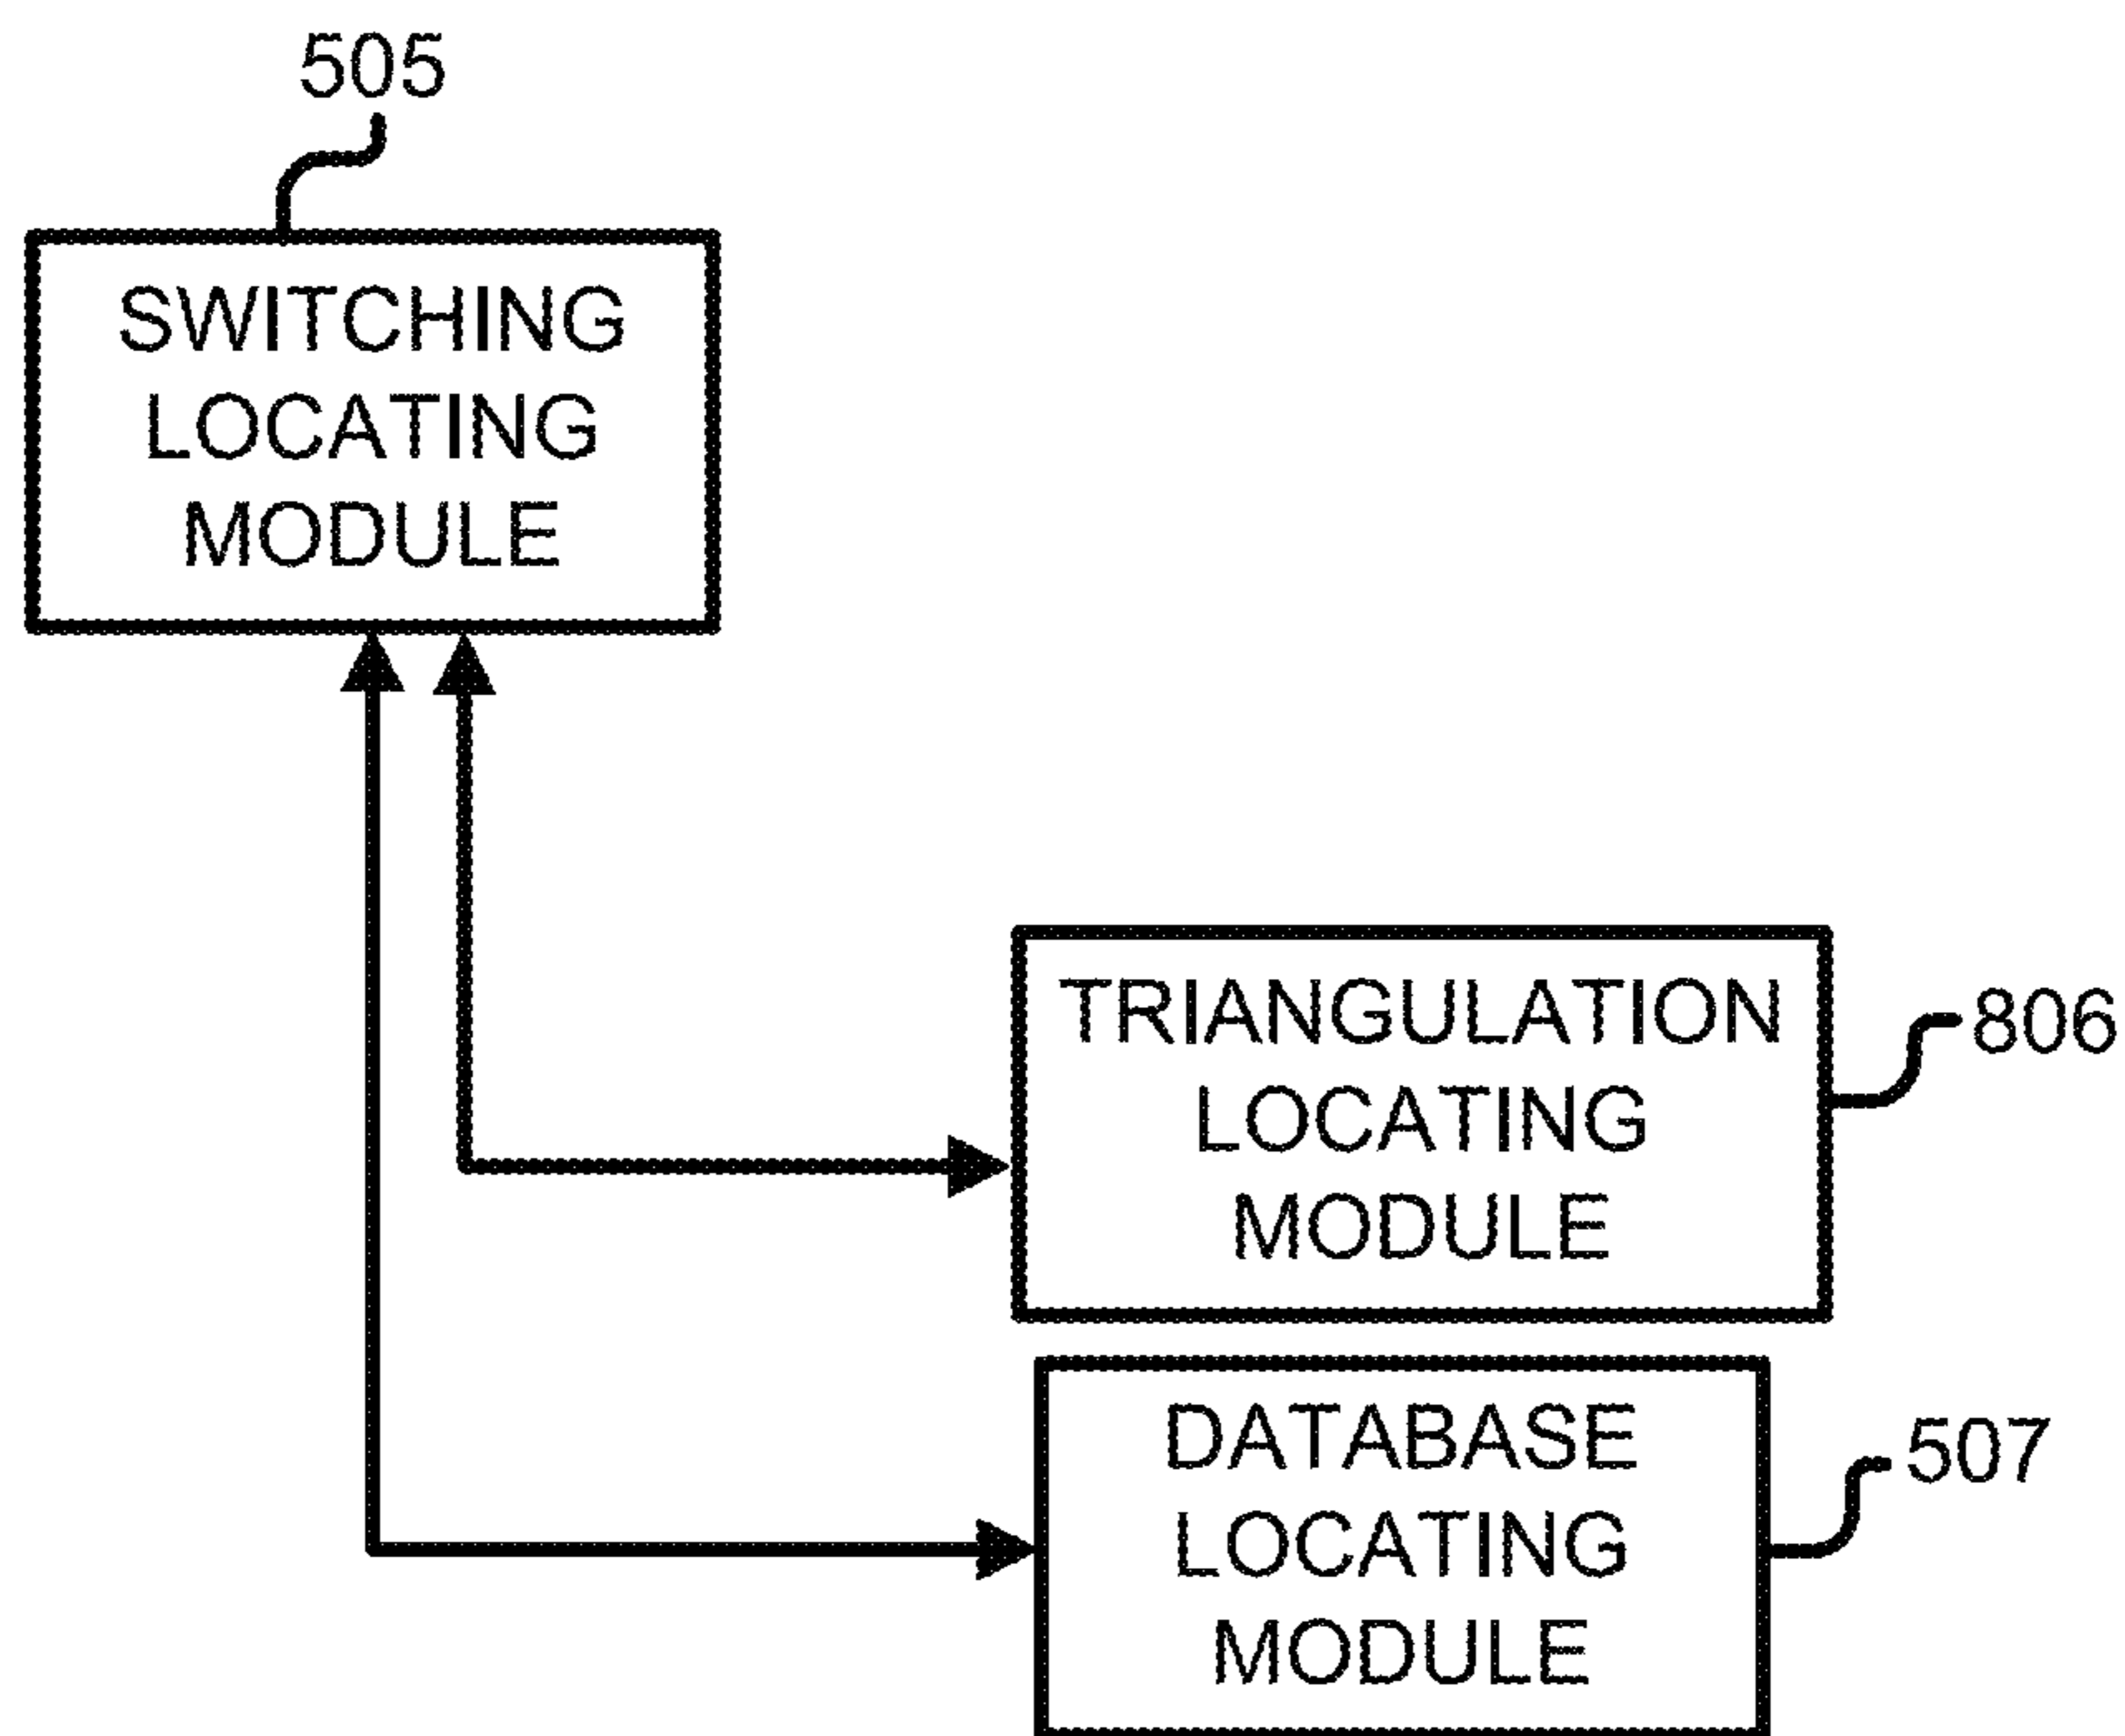 505
SWITCHING
LOCATING
MODULE
TRIANGULATION
LOCATING
MODULE
806
DATABASE
LOCATING
MODULE
507